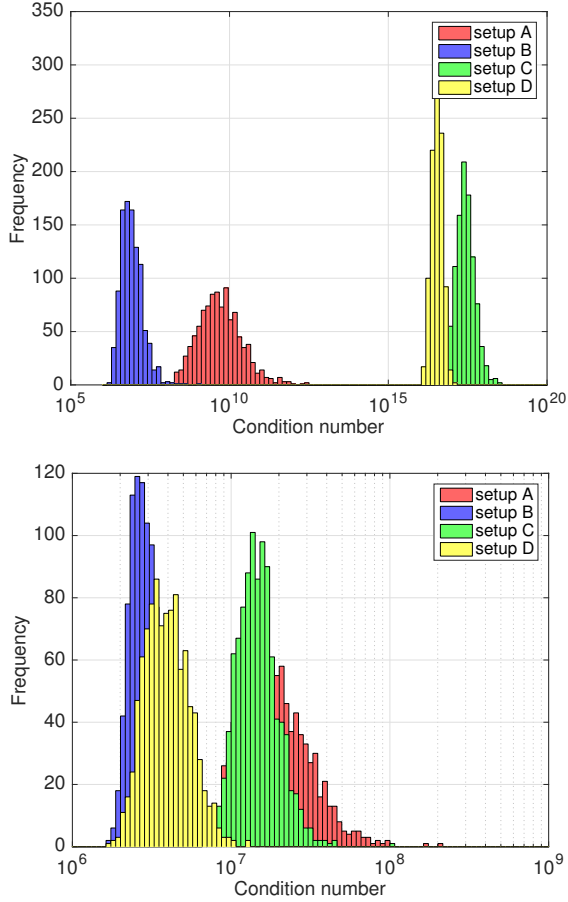 350
300
250
200
150
100
50
0
Frequency
setup A
setup B
setup C
setup D
10^5
10^10
10^15
10^20
Condition number
120
100
80
60
40
20
0
Frequency
setup A
setup B
setup C
setup D
10^6
10^7
10^8
10^9
Condition number